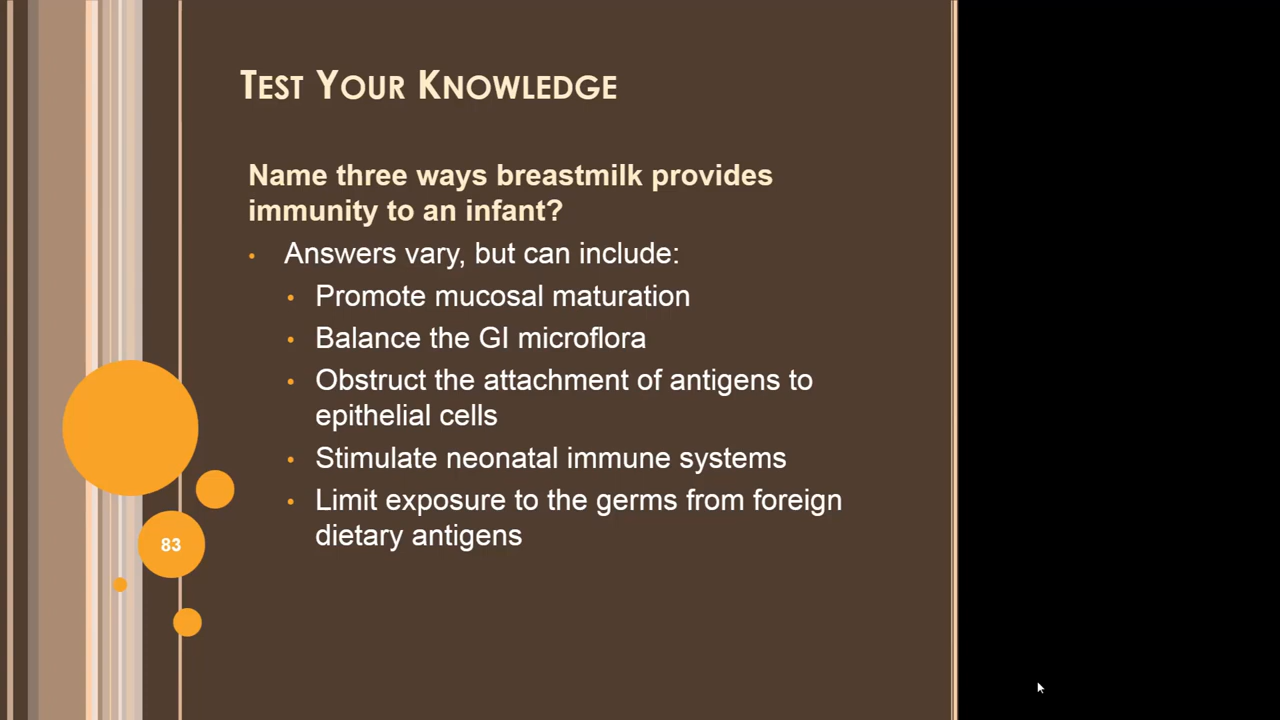 Test Your Knowledge
Name three ways breastmilk provides
immunity to an infant?
• Answers vary, but can include:
• Promote mucosal maturation
• Balance the GI microflora
• Obstruct the attachment of antigens to
epithelial cells
• Stimulate neonatal immune systems
• Limit exposure to the germs from foreign
dietary antigens
83